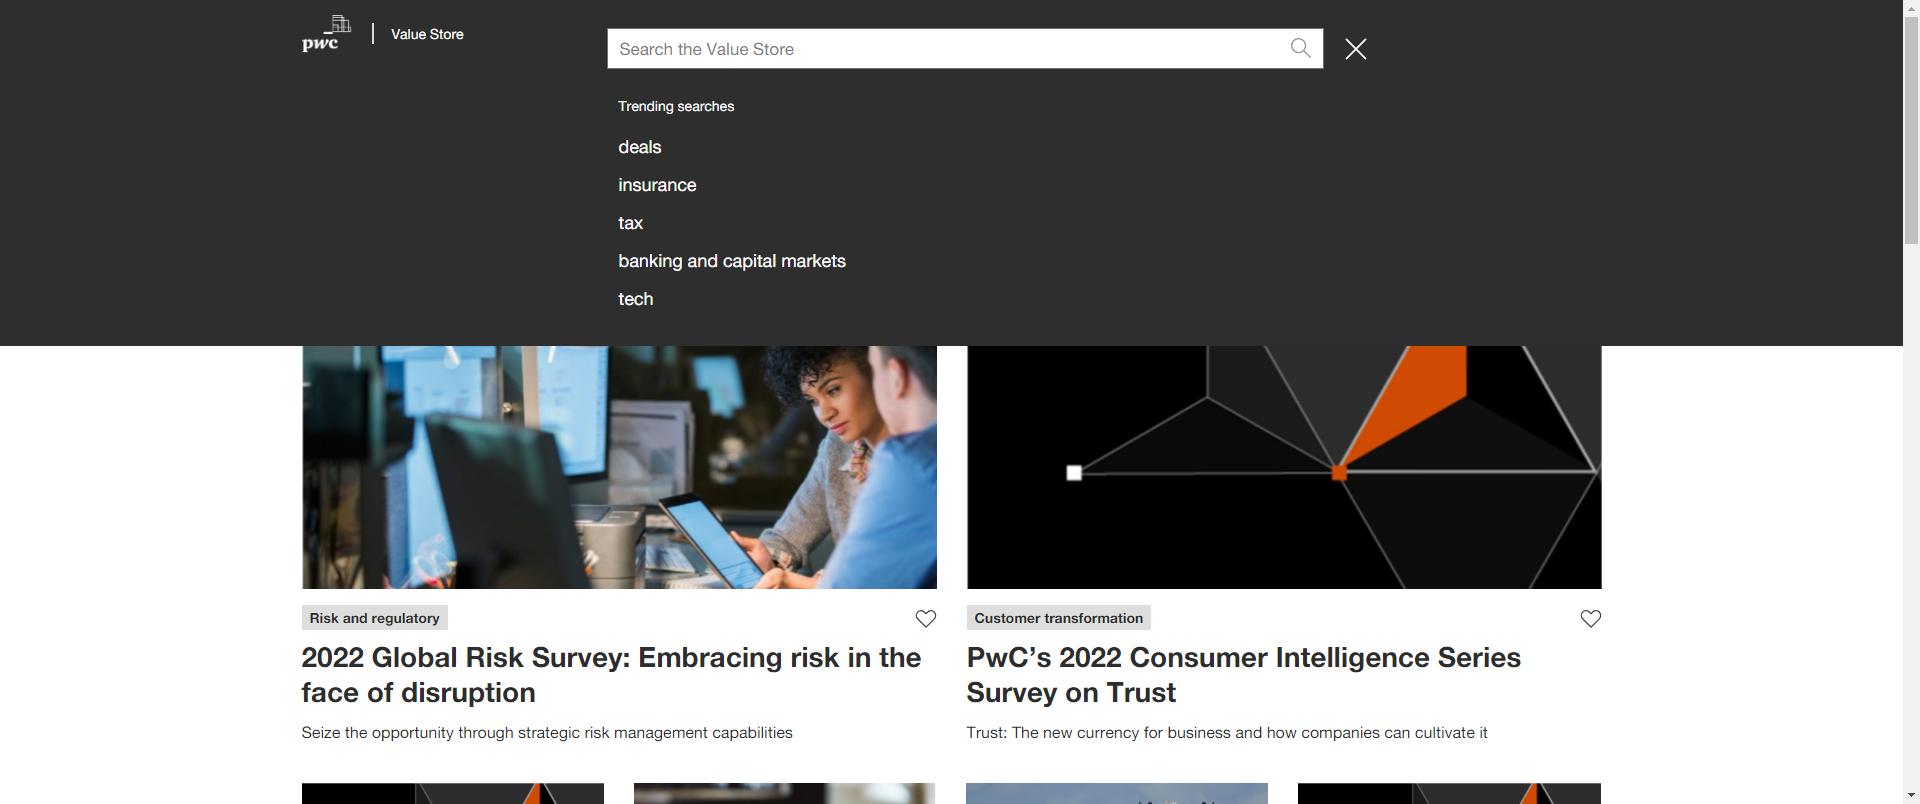 pwc
Value Store
Search the Value Store
Trending searches
deals
insurance
tax
banking and capital markets
tech
Risk and regulatory
2022 Global Risk Survey: Embracing risk in the
face of disruption
Seize the opportunity through strategic risk management capabilities
Customer transformation
PwC’s 2022 Consumer Intelligence Series
Survey on Trust
Trust: The new currency for business and how companies can cultivate it